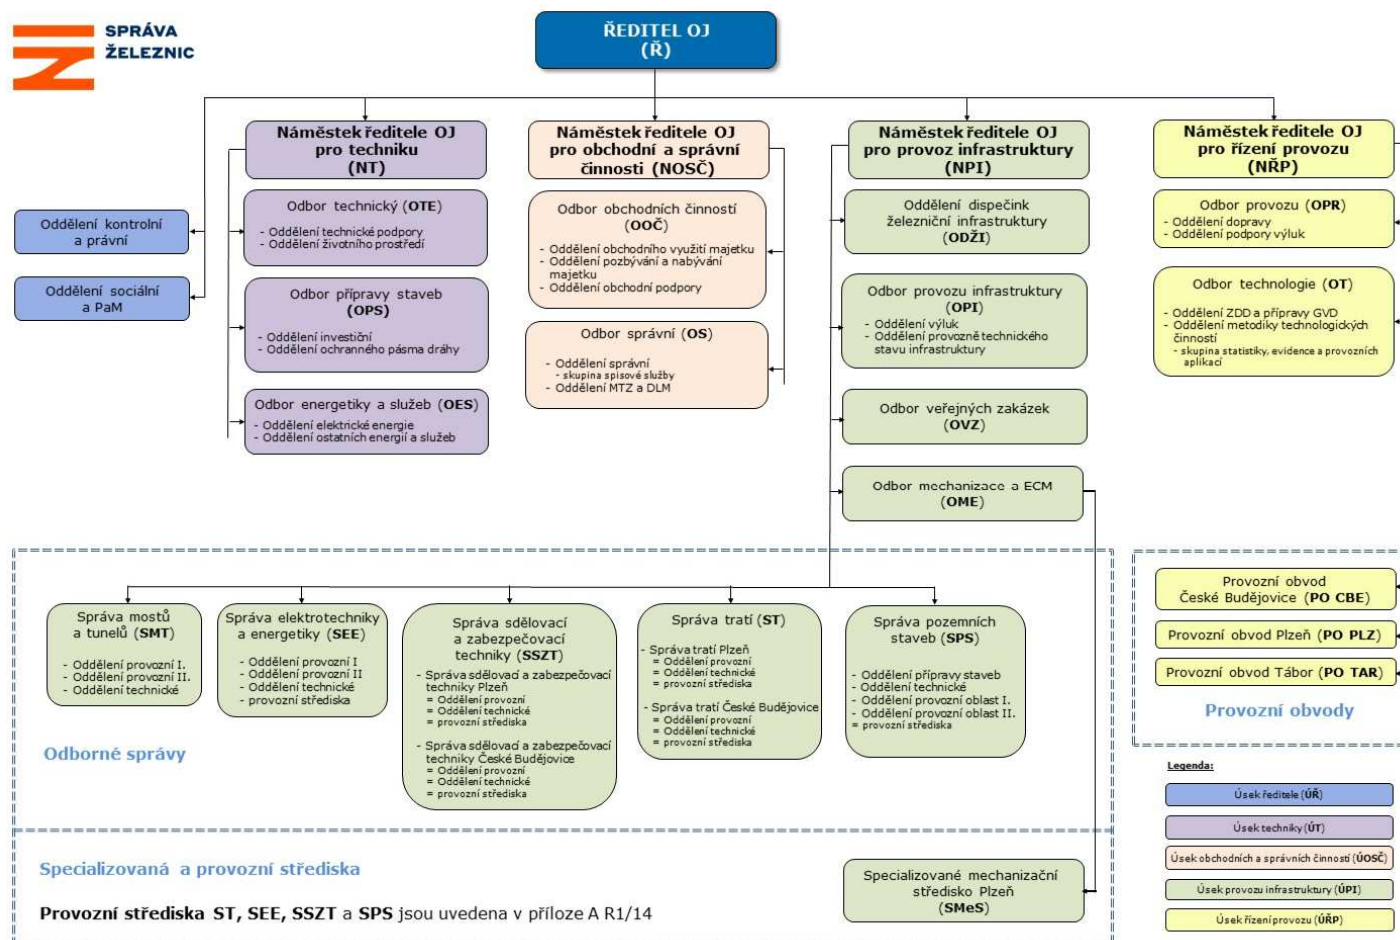 SPRÁVA
ŽELEZNIC
ŘEDITEL OJ
(Ř)
Oddělení kontrolní
a právní
Oddělení sociální
a PaM
Náměstek ředitele OJ
pro techniku
(NT)
Odbor technický (OTE)
- Oddělení technické podpory
- Oddělení životního prostředí
Odbor přípravy staveb
(OPS)
- Oddělení investiční
- Oddělení ochranného pásma dráhy
Odbor energetiky a služeb (OES)
- Oddělení elektrické energie
- Oddělení ostatních energií a služeb
Náměstek ředitele OJ
pro obchodní a správní
činnosti (NOSČ)
Odbor obchodních činností
(OOČ)
- Oddělení obchodního využití majetku
- Oddělení pozbývání a nabývání
majetku
- Oddělení obchodní podpory
Odbor správní (OS)
- Oddělení správní
- skupina spisové služby
- Oddělení MTZ a DLM
Náměstek ředitele OJ
pro provoz infrastruktury
(NPI)
Oddělení dispečink
železniční infrastruktury
(ODŽI)
Odbor provozu infrastruktury
(OPI)
- Oddělení výluk
- Oddělení provozně technického
stavu infrastruktury
Odbor veřejných zakázek
(OVZ)
Odbor mechanizace a ECM
(OME)
Náměstek ředitele OJ
pro řízení provozu
(NŘP)
Odbor provozu (OPR)
- Oddělení dopravy
- Oddělení podpory výluk
Odbor technologie (OT)
- Oddělení ZDD a přípravy GVD
- Oddělení metodiky technologických
činností
- skupina statistiky, evidence a provozních
aplikací
Správa mostů
a tunelů (SMT)
- Oddělení provozní I.
- Oddělení provozní II.
- Oddělení technické
Správa elektrotechniky
a energetiky (SEE)
- Oddělení provozní I
- Oddělení provozní II
- Oddělení technické
- provozní střediska
Správa sdělovací
a zabezpečovací
techniky (SSZT)
- Správa sdělovací a zabezpečovací
techniky Plzeň
= Oddělení provozní
= Oddělení technické
= provozní střediska
- Správa sdělovací a zabezpečovací
techniky České Budějovice
= Oddělení provozní
= Oddělení technické
= provozní střediska
Správa tratí (ST)
- Správa tratí Plzeň
= Oddělení provozní
= Oddělení technické
= provozní střediska
- Správa tratí České Budějovice
= Oddělení provozní
= Oddělení technické
= provozní střediska
Správa pozemních
staveb (SPS)
- Oddělení přípravy staveb
- Oddělení technické
- Oddělení provozní oblast I.
- Oddělení provozní oblast II.
= provozní střediska
Odborné správy
Provozní obvod
České Budějovice (PO CBE)
Provozní obvod Plzeň (PO PLZ)
Provozní obvod Tábor (PO TAR)
Provozní obvody
Specializovaná a provozní střediska
Provozní střediska ST, SEE, SSZT a SPS jsou uvedena v příloze A R1/14
Specializované mechanizační
středisko Plzeň
(SMeS)
Legenda:
Úsek ředitele (ÚŘ)
Úsek techniky (ÚT)
Úsek obchodních a správních činností (ÚOSČ)
Úsek provozu infrastruktury (ÚPI)
Úsek řízení provozu (ÚŘP)